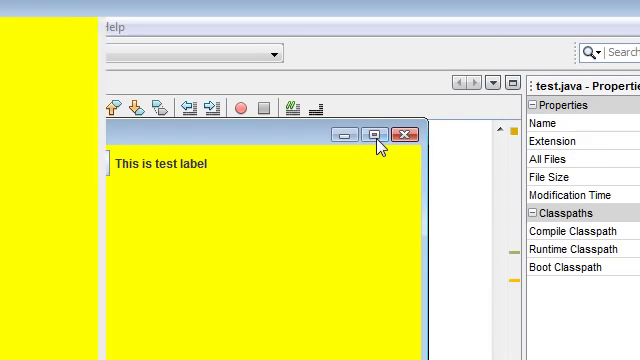 Help
Search
test.java - Properties
Properties
Name
Extension
All Files
File Size
Modification Time
Classpaths
Compile Classpath
Runtime Classpath
Boot Classpath
This is test label